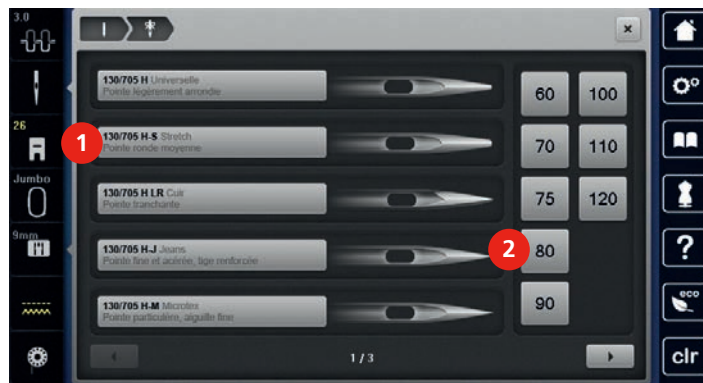 3.0
130/705 H Universelle
Pointe légèrement arrondie
60 100
26
1
130/705 H-S Stretch
Pointe ronde moyenne
70 110
Jumbo
130/705 H LR Cuir
Pointe tranchante
75 120
9mm
130/705 H-J Jeans
Pointe fine et acérée, tige renforcée
2
80
?
130/705 H-M Microtex
Pointe particulière, aiguille fine
90
eco
1 / 3
clr